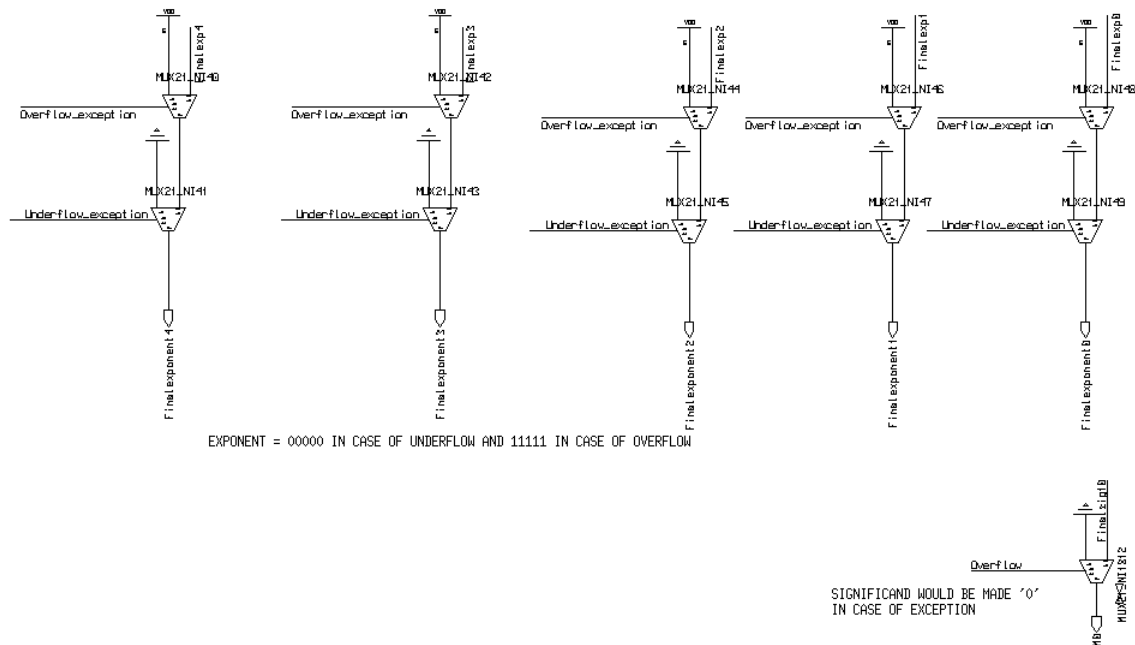 VDD
VDD
VDD
VDD
VDD
Finalexp4
Finalexp3
Finalexp2
Finalexp1
Finalexp0
MUX21_NI40
MUX21_NI42
MUX21_NI44
MUX21_NI46
MUX21_NI48
Overflow_exception
Overflow_exception
Overflow_exception
Overflow_exception
Overflow_exception
MUX21_NI41
MUX21_NI43
MUX21_NI45
MUX21_NI47
MUX21_NI49
Underflow_exception
Underflow_exception
Underflow_exception
Underflow_exception
Underflow_exception
Finalexponent4
Finalexponent3
Finalexponent2
Finalexponent1
Finalexponent0
EXPONENT = 00000 IN CASE OF UNDERFLOW AND 11111 IN CASE OF OVERFLOW
Overflow
SIGNIFICAND WOULD BE MADE '0'
IN CASE OF EXCEPTION
M0